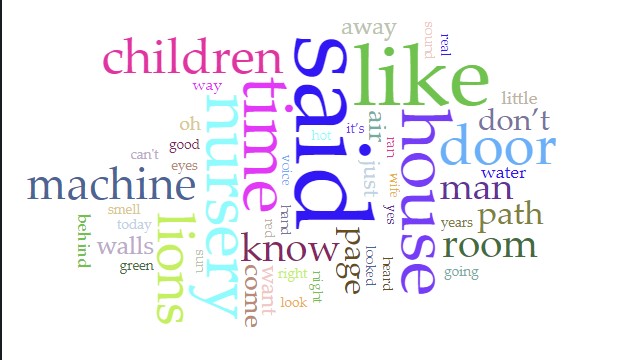 away
sound
real
children
said
like
way
time
nursery
little
oh
hot
it's
air
house
don't
good
ran
door
can't
eyes
voice
just
water
machine
wife
man
smell
hand
yes
path
behind
today
lions
red
years
walls
know
page
room
sun
looked
green
come
want
right
night
heard
going
look